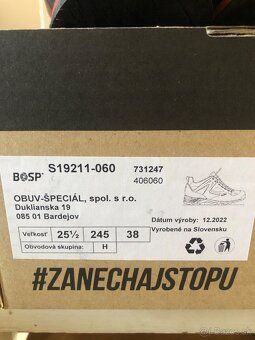 BOSP S19211-060 731247
406060
OBUV-ŠPECIÁL, spol. s r.o.
Duklianska 19
085 01 Bardejov
Dátum výroby: 12.2022
Vyrobené na Slovensku
Veľkosť 25½ 245 38
Obvodová skupina: H
#ZANECHAJSTOPU